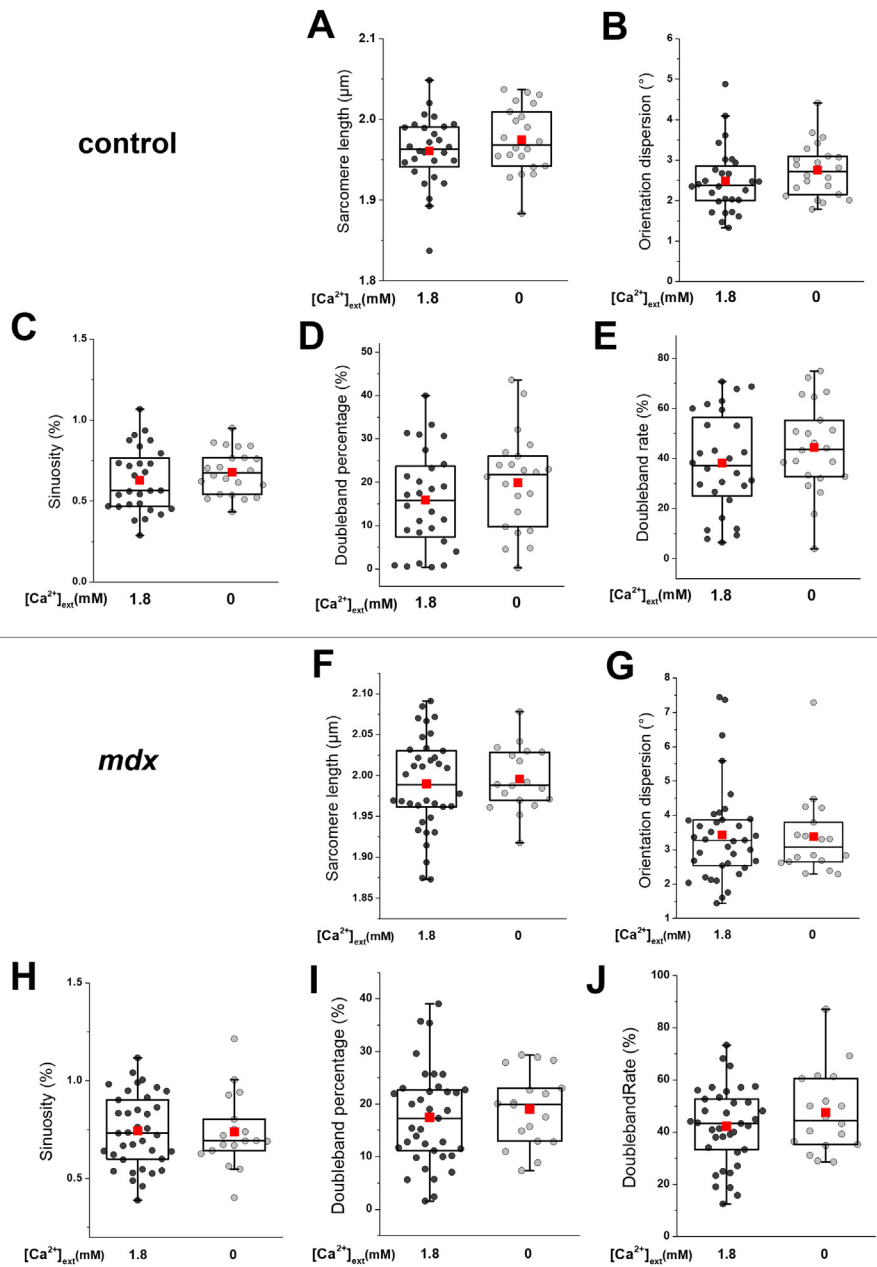 control
A
Sarcomere length (µm)
2.1
2.0
1.9
1.8
[Ca²⁺]ext(mM) 1.8 0
B
Orientation dispersion (°)
6
5
4
3
2
1
0
[Ca²⁺]ext(mM) 1.8 0
C
Sinuosity (%)
1.5
1.0
0.5
0.0
[Ca²⁺]ext(mM) 1.8 0
D
Doubleband percentage (%)
50
40
30
20
10
0
[Ca²⁺]ext(mM) 1.8 0
E
Doubleband rate (%)
80
60
40
20
0
[Ca²⁺]ext(mM) 1.8 0
mdx
F
Sarcomere length (µm)
2.10
2.05
2.00
1.95
1.90
1.85
[Ca²⁺]ext(mM) 1.8 0
G
Orientation dispersion (°)
8
7
6
5
4
3
2
1
[Ca²⁺]ext(mM) 1.8 0
H
Sinuosity (%)
1.5
1.0
0.5
[Ca²⁺]ext(mM) 1.8 0
I
Doubleband percentage (%)
40
30
20
10
0
[Ca²⁺]ext(mM) 1.8 0
J
DoublebandRate (%)
100
80
60
40
20
0
[Ca²⁺]ext(mM) 1.8 0